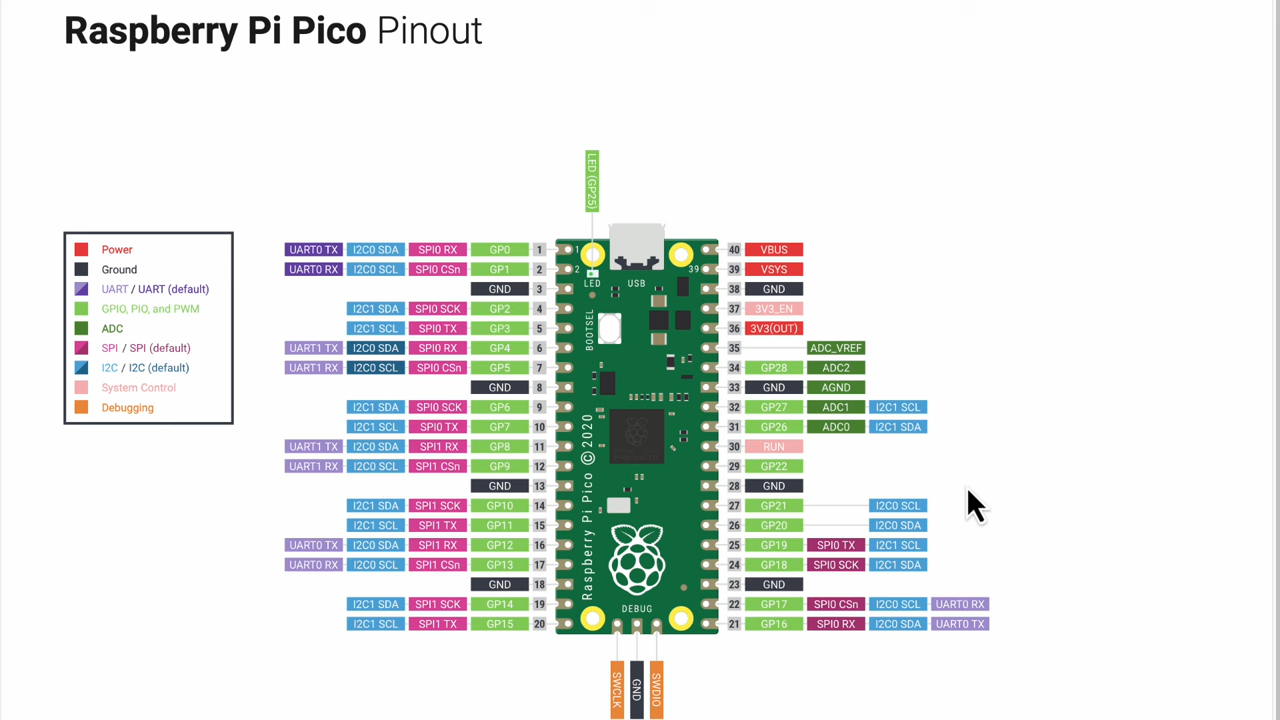 Raspberry Pi Pico Pinout
LED (GP25)
Power
Ground
UART / UART (default)
GPIO, PIO, and PWM
ADC
SPI / SPI (default)
I2C / I2C (default)
System Control
Debugging
UART0 TX I2C0 SDA SPI0 RX GP0 1
UART0 RX I2C0 SCL SPI0 CSn GP1 2
GND 3
I2C1 SDA SPI0 SCK GP2 4
I2C1 SCL SPI0 TX GP3 5
UART1 TX I2C0 SDA SPI0 RX GP4 6
UART1 RX I2C0 SCL SPI0 CSn GP5 7
GND 8
I2C1 SDA SPI0 SCK GP6 9
I2C1 SCL SPI0 TX GP7 10
UART1 TX I2C0 SDA SPI1 RX GP8 11
UART1 RX I2C0 SCL SPI1 CSn GP9 12
GND 13
I2C1 SDA SPI1 SCK GP10 14
I2C1 SCL SPI1 TX GP11 15
UART0 TX I2C0 SDA SPI1 RX GP12 16
UART0 RX I2C0 SCL SPI1 CSn GP13 17
GND 18
I2C1 SDA SPI1 SCK GP14 19
I2C1 SCL SPI1 TX GP15 20
1
2
39
LED USB
BOOTSEL
Raspberry Pi Pico © 2020
DEBUG
40 VBUS
39 VSYS
38 GND
37 3V3_EN
36 3V3(OUT)
35 ADC_VREF
34 GP28 ADC2
33 GND AGND
32 GP27 ADC1 I2C1 SCL
31 GP26 ADC0 I2C1 SDA
30 RUN
29 GP22
28 GND
27 GP21 I2C0 SCL
26 GP20 I2C0 SDA
25 GP19 SPI0 TX I2C1 SCL
24 GP18 SPI0 SCK I2C1 SDA
23 GND
22 GP17 SPI0 CSn I2C0 SCL UART0 RX
21 GP16 SPI0 RX I2C0 SDA UART0 TX
SWCLK
GND
SWDIO